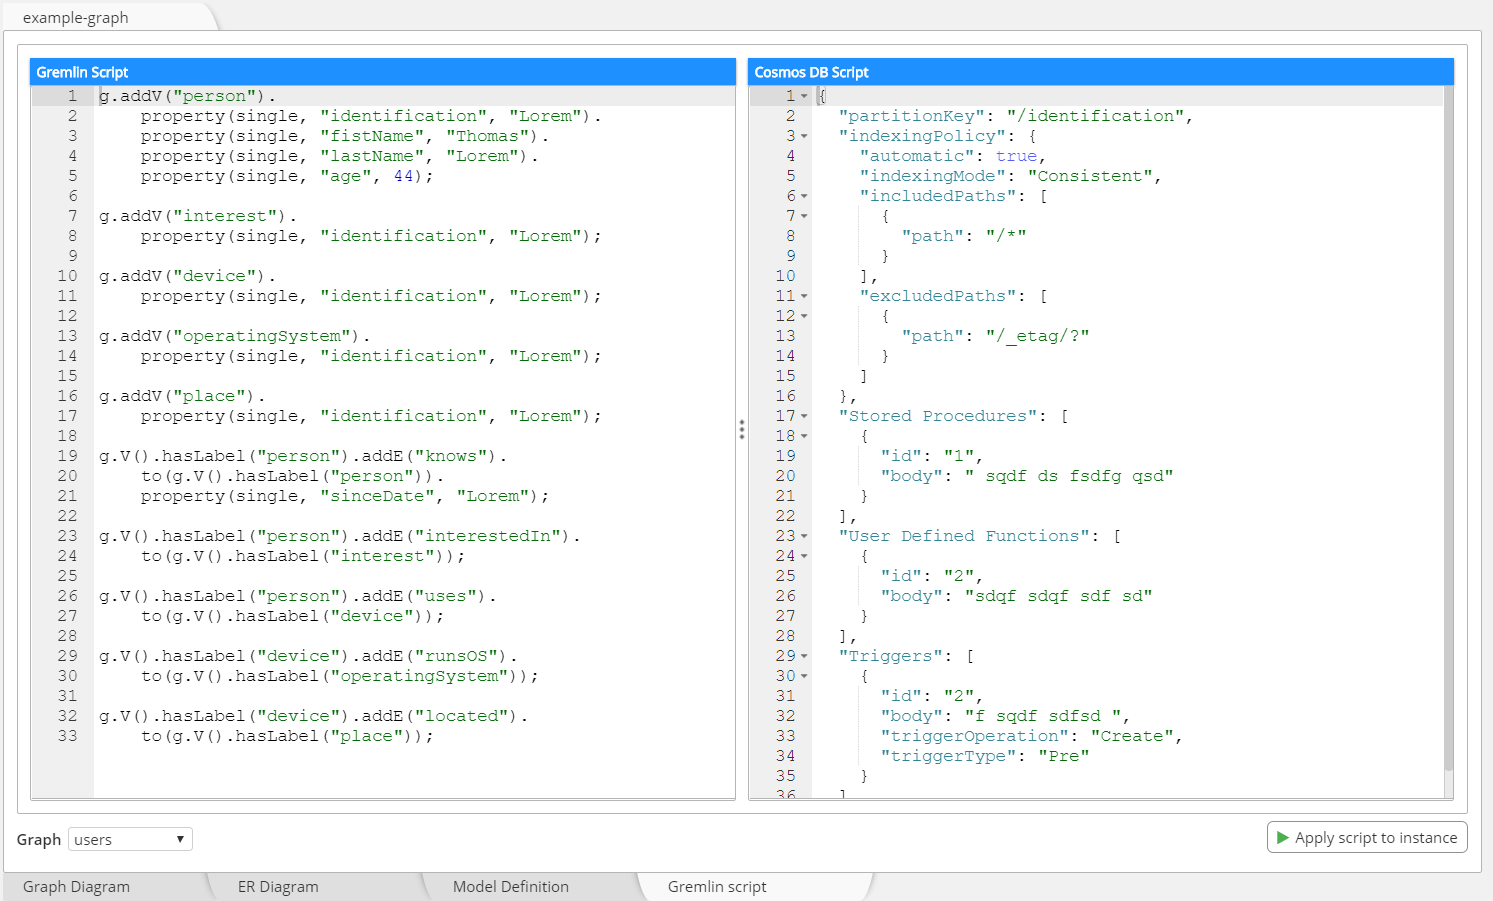 example-graph
Gremlin Script
1 g.addV("person").
2     property(single, "identification", "Lorem").
3     property(single, "fistName", "Thomas").
4     property(single, "lastName", "Lorem").
5     property(single, "age", 44);
6
7 g.addV("interest").
8     property(single, "identification", "Lorem");
9
10 g.addV("device").
11     property(single, "identification", "Lorem");
12
13 g.addV("operatingSystem").
14     property(single, "identification", "Lorem");
15
16 g.addV("place").
17     property(single, "identification", "Lorem");
18
19 g.V().hasLabel("person").addE("knows").
20     to(g.V().hasLabel("person")).
21     property(single, "sinceDate", "Lorem");
22
23 g.V().hasLabel("person").addE("interestedIn").
24     to(g.V().hasLabel("interest"));
25
26 g.V().hasLabel("person").addE("uses").
27     to(g.V().hasLabel("device"));
28
29 g.V().hasLabel("device").addE("runsOS").
30     to(g.V().hasLabel("operatingSystem"));
31
32 g.V().hasLabel("device").addE("located").
33     to(g.V().hasLabel("place"));
Cosmos DB Script
1 {
2   "partitionKey": "/identification",
3   "indexingPolicy": {
4     "automatic": true,
5     "indexingMode": "Consistent",
6     "includedPaths": [
7       {
8         "path": "/*"
9       }
10     ],
11     "excludedPaths": [
12       {
13         "path": "/_etag/?"
14       }
15     ]
16   },
17   "Stored Procedures": [
18     {
19       "id": "1",
20       "body": " sqdf ds fsdfg qsd"
21     }
22   ],
23   "User Defined Functions": [
24     {
25       "id": "2",
26       "body": "sdqf sdqf sdf sd"
27     }
28   ],
29   "Triggers": [
30     {
31       "id": "2",
32       "body": "f sqdf sdfsd ",
33       "triggerOperation": "Create",
34       "triggerType": "Pre"
35     }
36   ]
Graph users
Apply script to instance
Graph Diagram
ER Diagram
Model Definition
Gremlin script